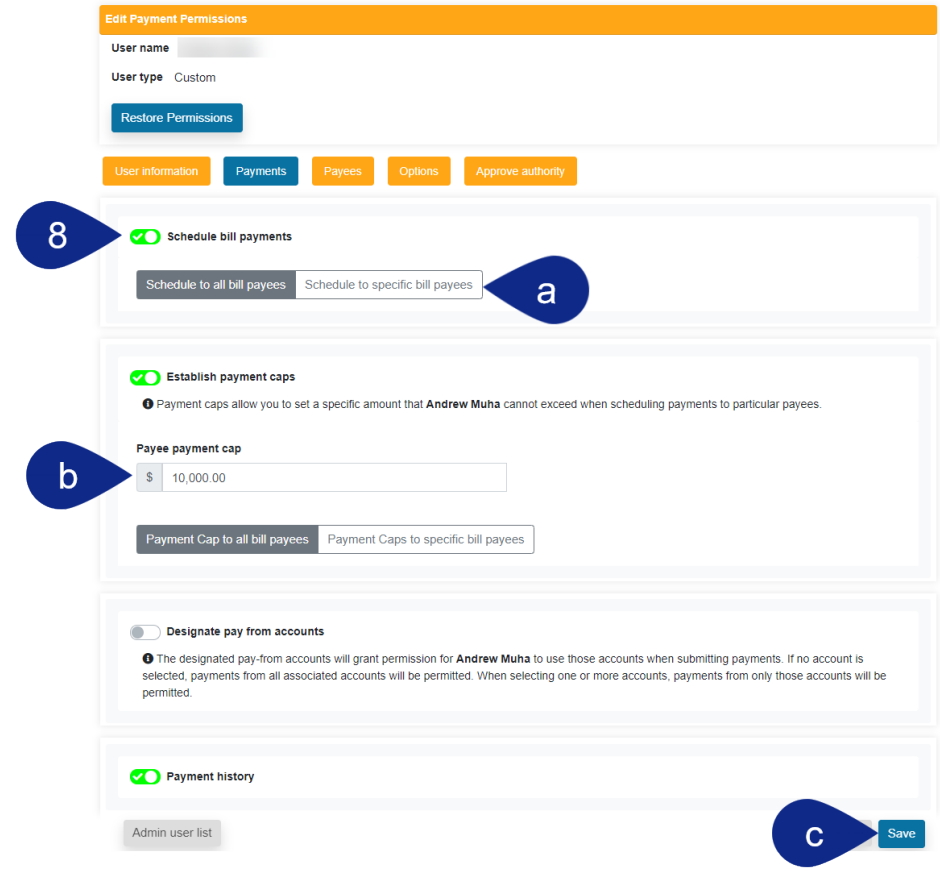 Edit Payment Permissions
User name
User type Custom
Restore Permissions
User information Payments Payees Options Approve authority
8
Schedule bill payments
Schedule to all bill payees Schedule to specific bill payees
a
Establish payment caps
Payment caps allow you to set a specific amount that Andrew Muha cannot exceed when scheduling payments to particular payees.
Payee payment cap
b
$ 10,000.00
Payment Cap to all bill payees Payment Caps to specific bill payees
Designate pay from accounts
The designated pay-from accounts will grant permission for Andrew Muha to use those accounts when submitting payments. If no account is
selected, payments from all associated accounts will be permitted. When selecting one or more accounts, payments from only those accounts will be
permitted.
Payment history
Admin user list
c
Save